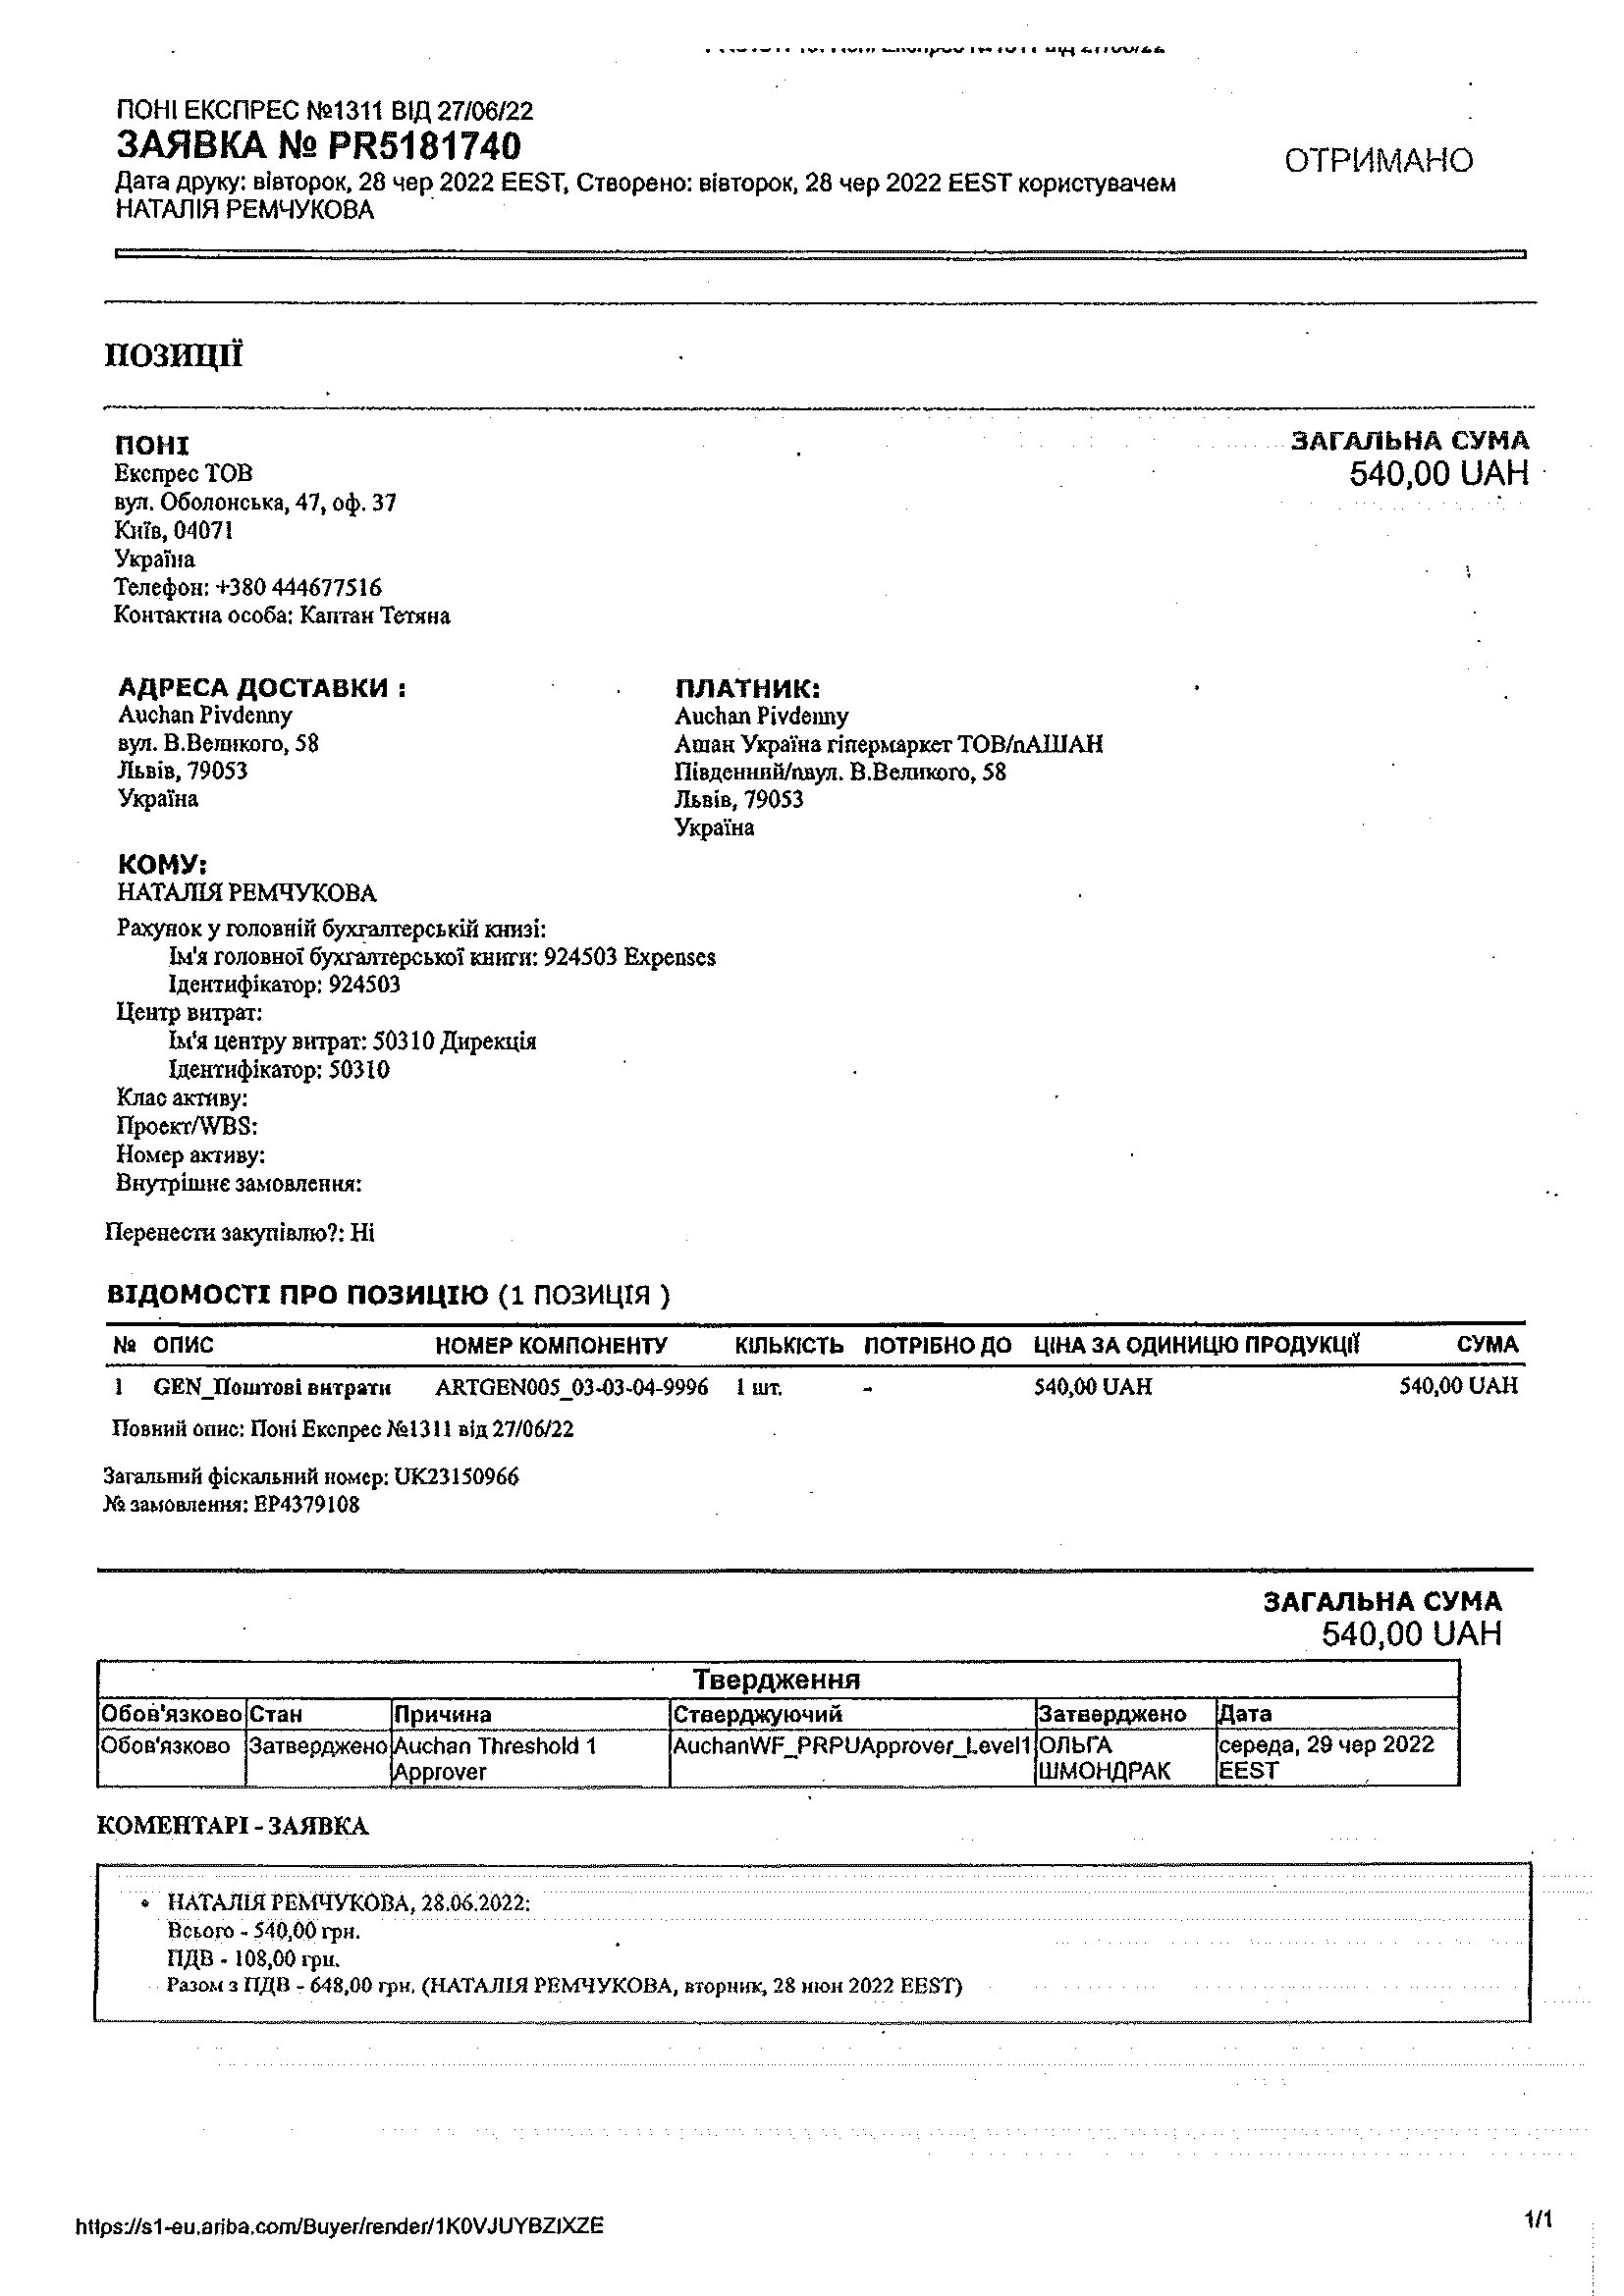 ПОНІ ЕКСПРЕС №1311 ВІД 27/06/22
ЗАЯВКА № PR5181740
ОТРИМАНО
Дата друку: вівторок, 28 чер 2022 EEST, Створено: вівторок, 28 чер 2022 EEST користувачем
НАТАЛІЯ РЕМЧУКОВА
ПОЗИЦІЇ
ПОНІ
ЗАГАЛЬНА СУМА
Експрес ТОВ
540,00 UAH
вул. Оболонська, 47, оф. 37
Київ, 04071
Україна
Телефон: +380 444677516
Контактна особа: Каптан Тетяна
АДРЕСА ДОСТАВКИ :
Auchan Pivdenny
вул. В.Великого, 58
Львів, 79053
Україна
ПЛАТНИК:
Auchan Pivdenny
Ашан Україна гіпермаркет ТОВ/пАШАН
Південний/пвул. В.Великого, 58
Львів, 79053
Україна
КОМУ:
НАТАЛІЯ РЕМЧУКОВА
Рахунок у головній бухгалтерській книзі:
Ім'я головної бухгалтерської книги: 924503 Expenses
Ідентифікатор: 924503
Центр витрат:
Ім'я центру витрат: 50310 Дирекція
Ідентифікатор: 50310
Клас активу:
Проект/WBS:
Номер активу:
Внутрішнє замовлення:
Перенести закупівлю?: Ні
ВІДОМОСТІ ПРО ПОЗИЦІЮ (1 ПОЗИЦІЯ )
№ ОПИС НОМЕР КОМПОНЕНТУ КІЛЬКІСТЬ ПОТРІБНО ДО ЦІНА ЗА ОДИНИЦЮ ПРОДУКЦІЇ СУМА
1 GEN_Поштові витрати ARTGEN005_03-03-04-9996 1 шт. - 540,00 UAH 540,00 UAH
Повний опис: Поні Експрес №1311 від 27/06/22
Загальний фіскальний номер: UK23150966
№ замовлення: EP4379108
ЗАГАЛЬНА СУМА
540,00 UAH
Твердження
Обов'язково Стан Причина Стверджуючий Затверджено Дата
Обов'язково Затверджено Auchan Threshold 1 AuchanWF_PRPUApprover_Level1 ОЛЬГА середа, 29 чер 2022
Approver ШМОНДРАК EEST
КОМЕНТАРІ - ЗАЯВКА
• НАТАЛІЯ РЕМЧУКОВА, 28.06.2022:
Всього - 540,00 грн.
ПДВ - 108,00 грн.
Разом з ПДВ - 648,00 грн. (НАТАЛІЯ РЕМЧУКОВА, вторник, 28 июн 2022 EEST)
https://s1-eu.ariba.com/Buyer/render/1K0VJUYBZIXZE
1/1